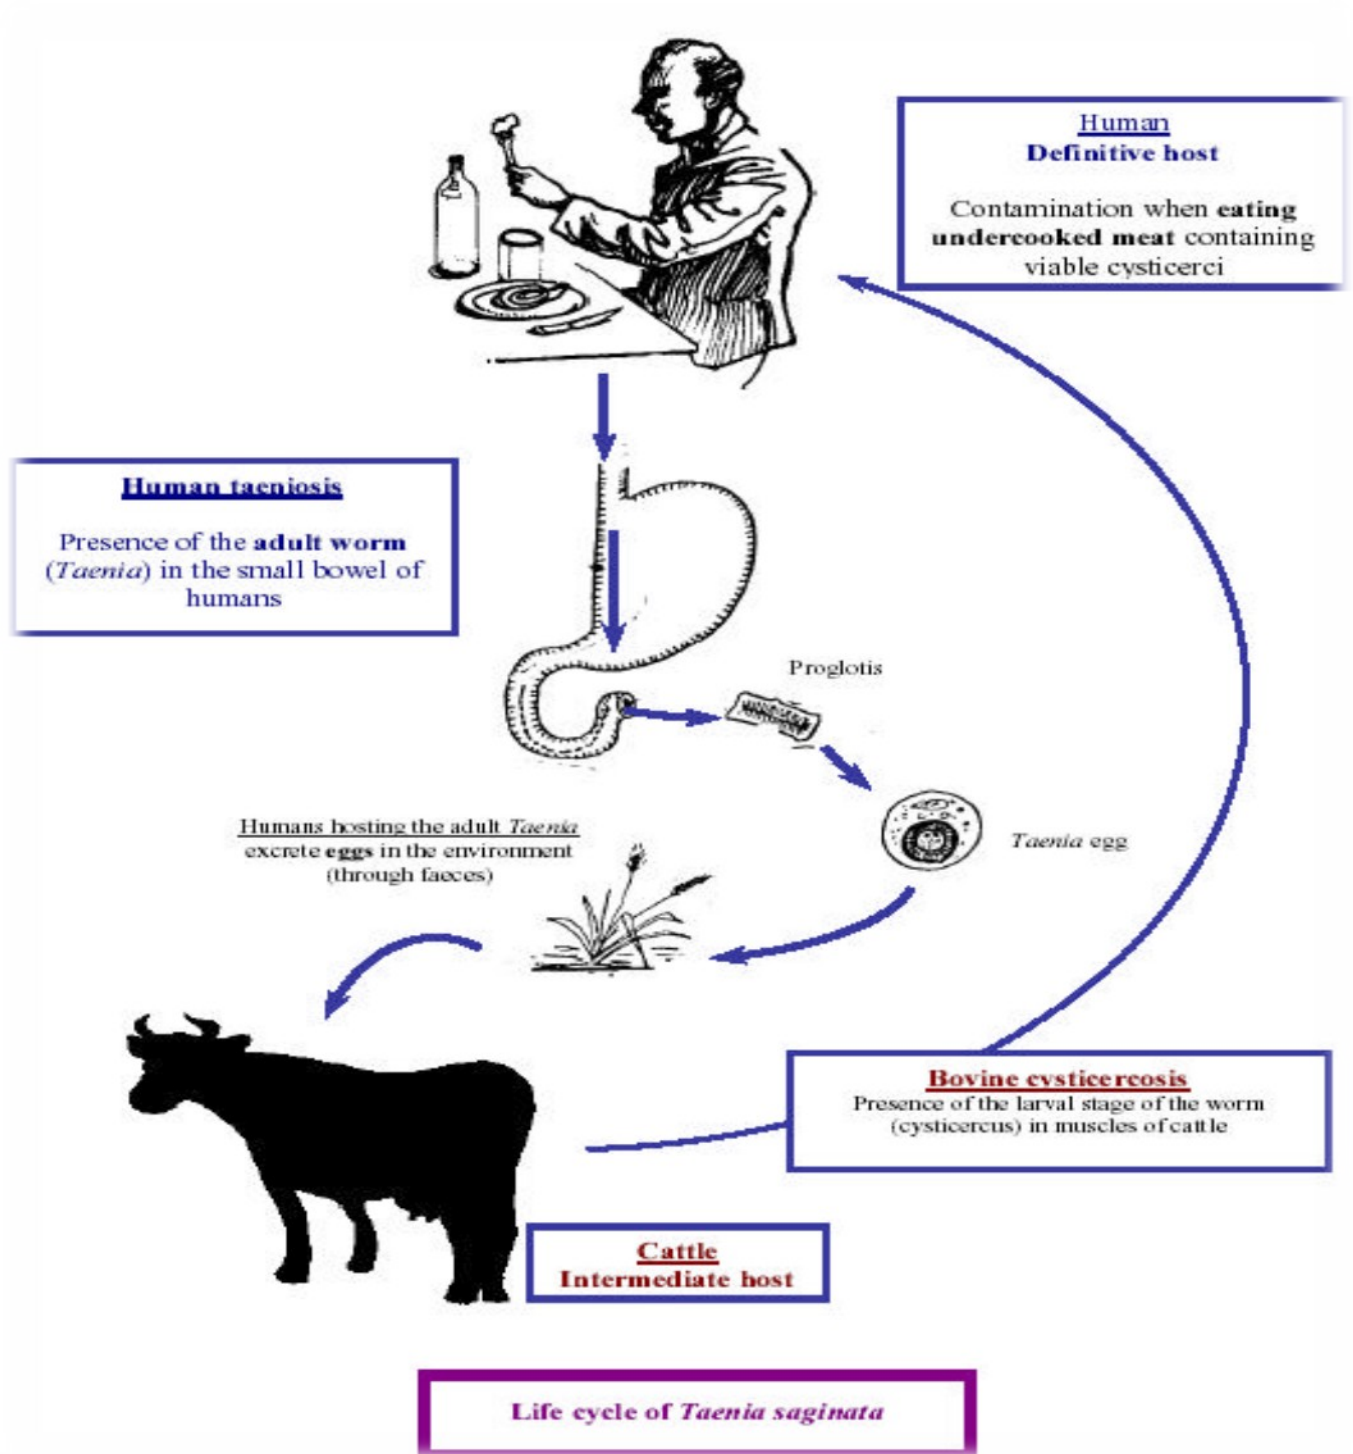 Human
Definitive host
Contamination when eating
undercooked meat containing
viable cysticerci
Human taeniosis
Presence of the adult worm
(Taenia) in the small bowel of
humans
Proglotis
Taenia egg
Humans hosting the adult Taenia
excrete eggs in the environment
(through faeces)
Bovine cysticercosis
Presence of the larval stage of the worm
(cysticercus) in muscles of cattle
Cattle
Intermediate host
Life cycle of Taenia saginata